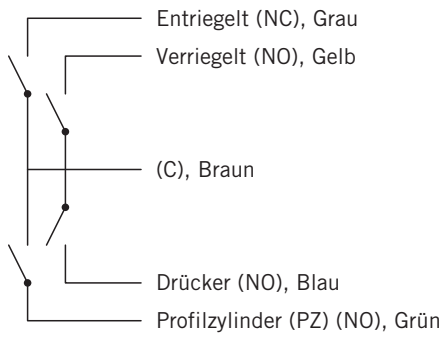 Entriegelt (NC), Grau
Verriegelt (NO), Gelb
(C), Braun
Drücker (NO), Blau
Profilzylinder (PZ) (NO), Grün